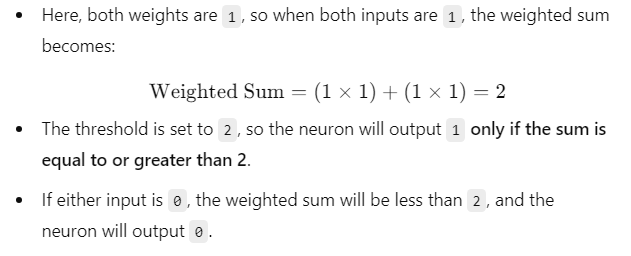 • Here, both weights are 1, so when both inputs are 1, the weighted sum
becomes:
Weighted Sum = (1 × 1) + (1 × 1) = 2
• The threshold is set to 2, so the neuron will output 1 only if the sum is
equal to or greater than 2.
• If either input is 0, the weighted sum will be less than 2, and the
neuron will output 0.